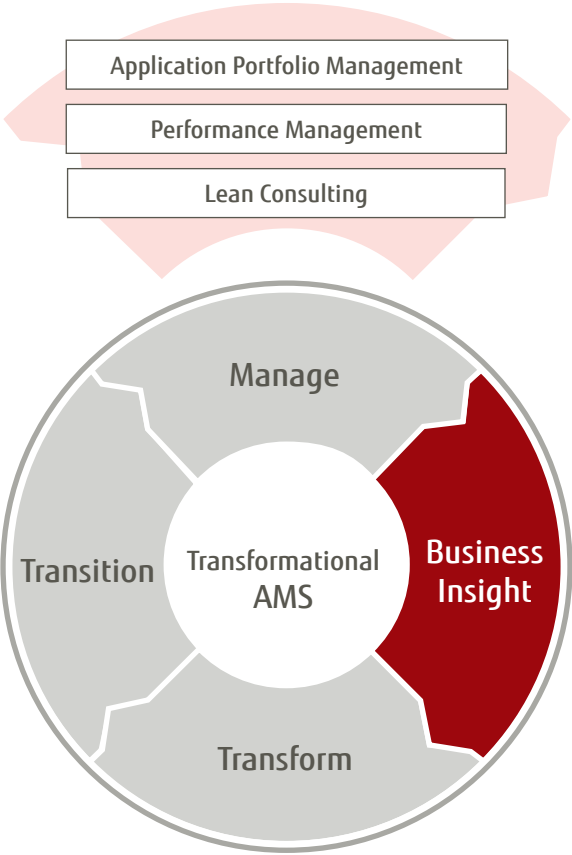 Application Portfolio Management
Performance Management
Lean Consulting
Manage
Transition
Transformational
AMS
Business
Insight
Transform